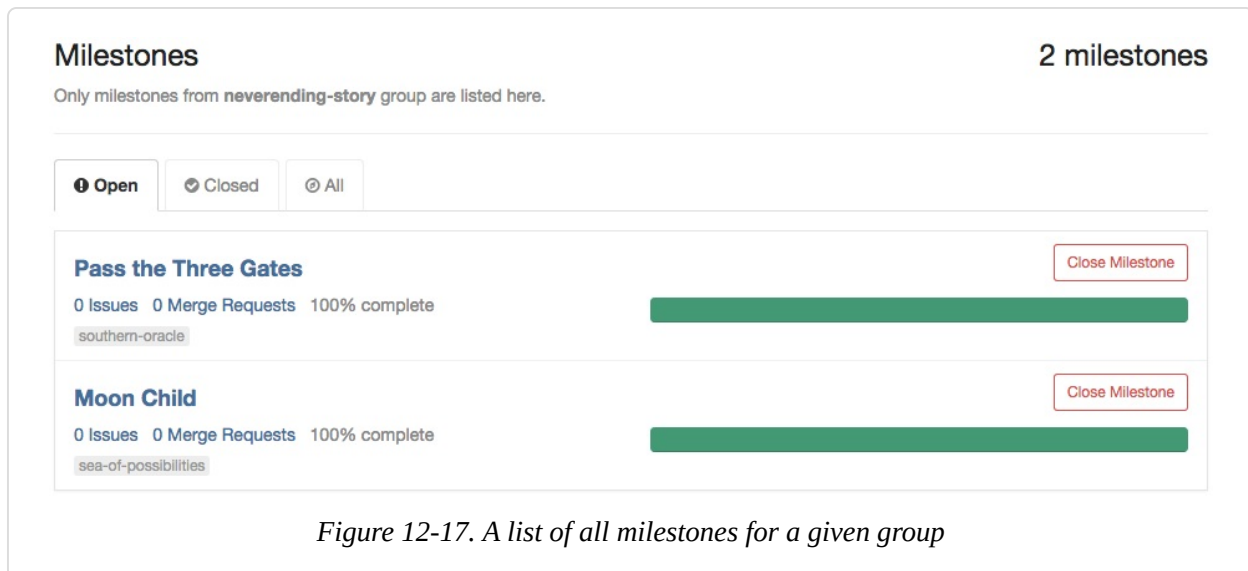 Milestones
2 milestones
Only milestones from neverending-story group are listed here.
Open Closed All
Pass the Three Gates
Close Milestone
0 Issues 0 Merge Requests 100% complete
southern-oracle
Moon Child
Close Milestone
0 Issues 0 Merge Requests 100% complete
sea-of-possibilities
Figure 12-17. A list of all milestones for a given group